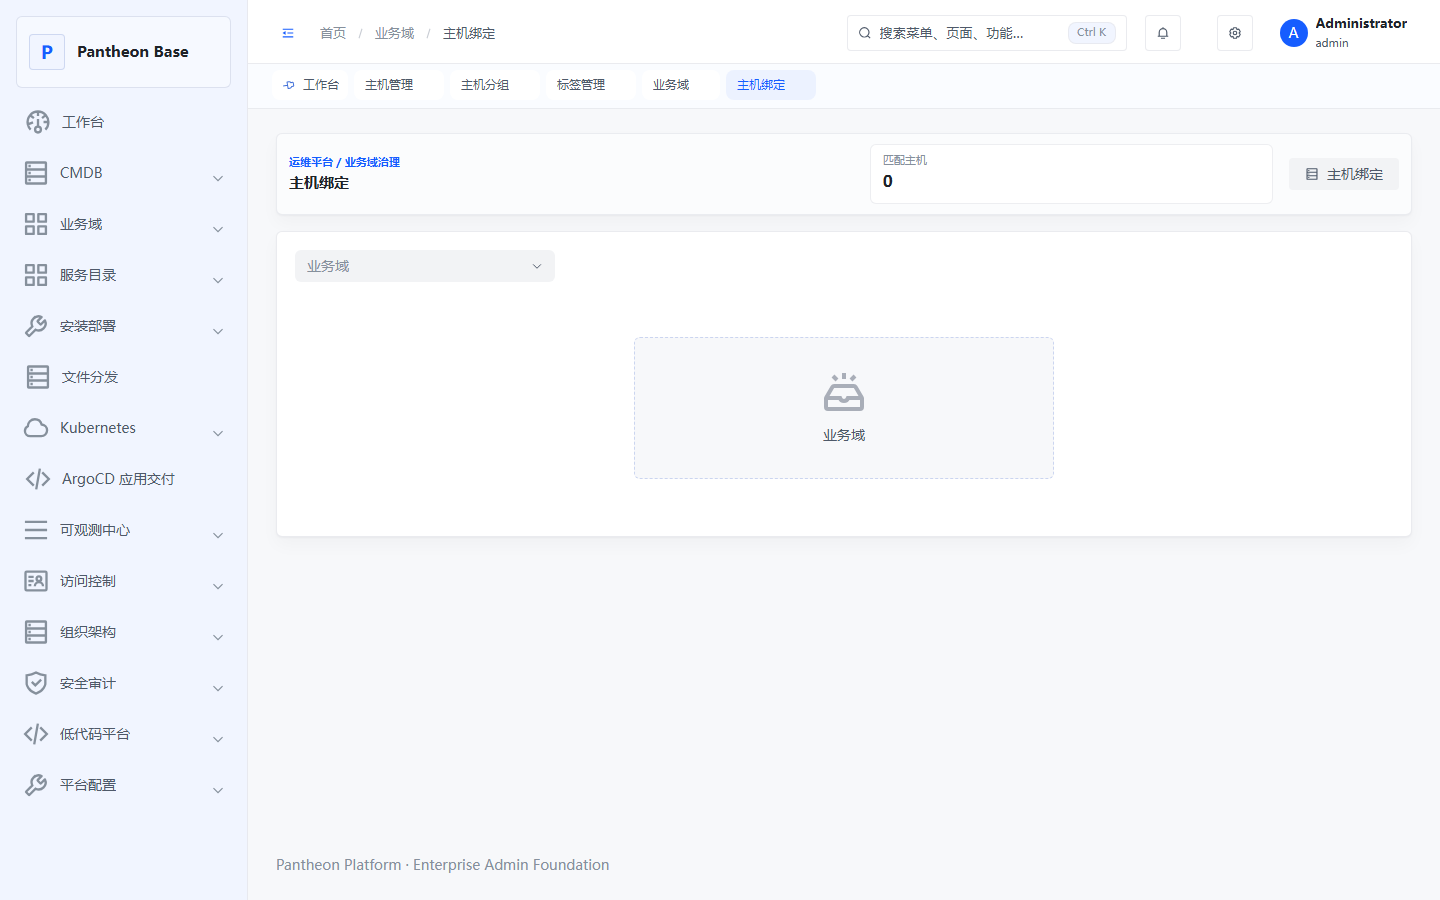 P
Pantheon Base
工作台
CMDB
业务域
服务目录
安装部署
文件分发
Kubernetes
ArgoCD 应用交付
可观测中心
访问控制
组织架构
安全审计
低代码平台
平台配置
首页 / 业务域 / 主机绑定
搜索菜单、页面、功能... Ctrl K
A
Administrator
admin
工作台 主机管理 主机分组 标签管理 业务域 主机绑定
运维平台 / 业务域治理
主机绑定
匹配主机
0
主机绑定
业务域
业务域
Pantheon Platform · Enterprise Admin Foundation